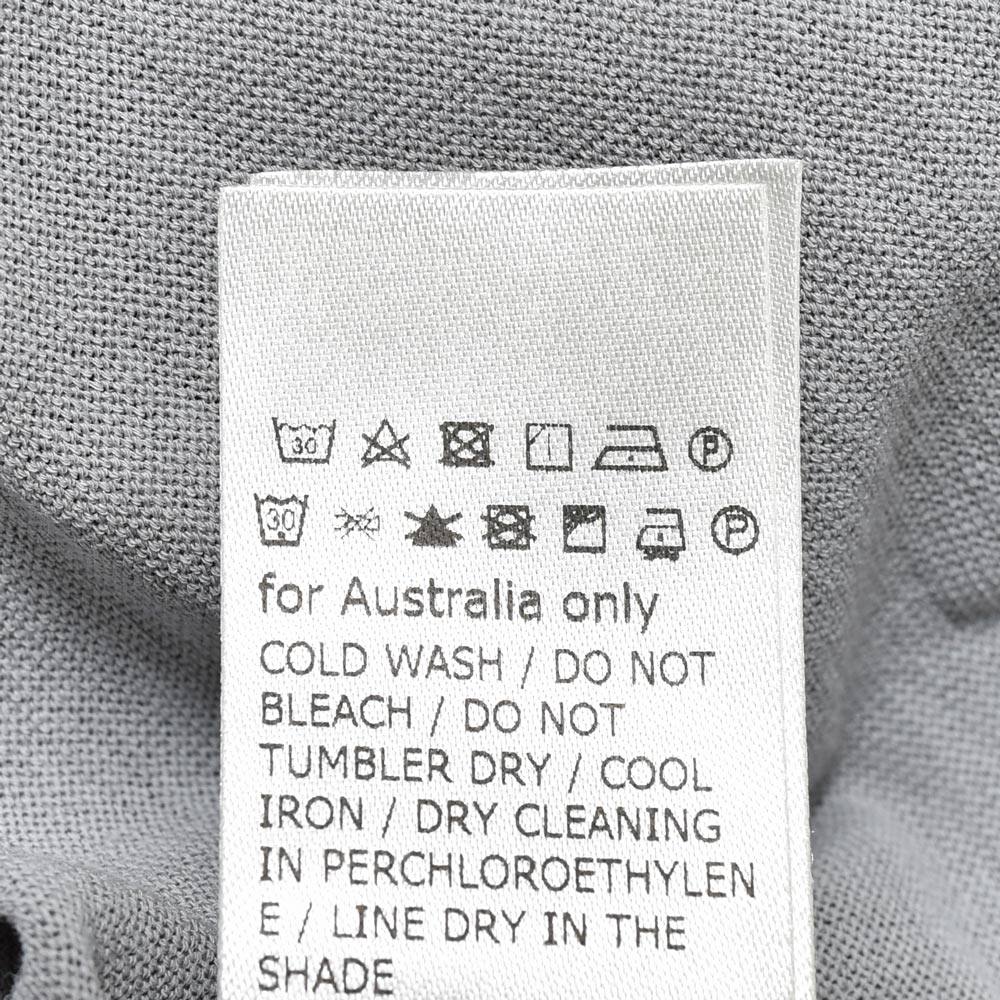 30 P
30 P
for Australia only
COLD WASH / DO NOT
BLEACH / DO NOT
TUMBLER DRY / COOL
IRON / DRY CLEANING
IN PERCHLOROETHYLEN
E / LINE DRY IN THE
SHADE